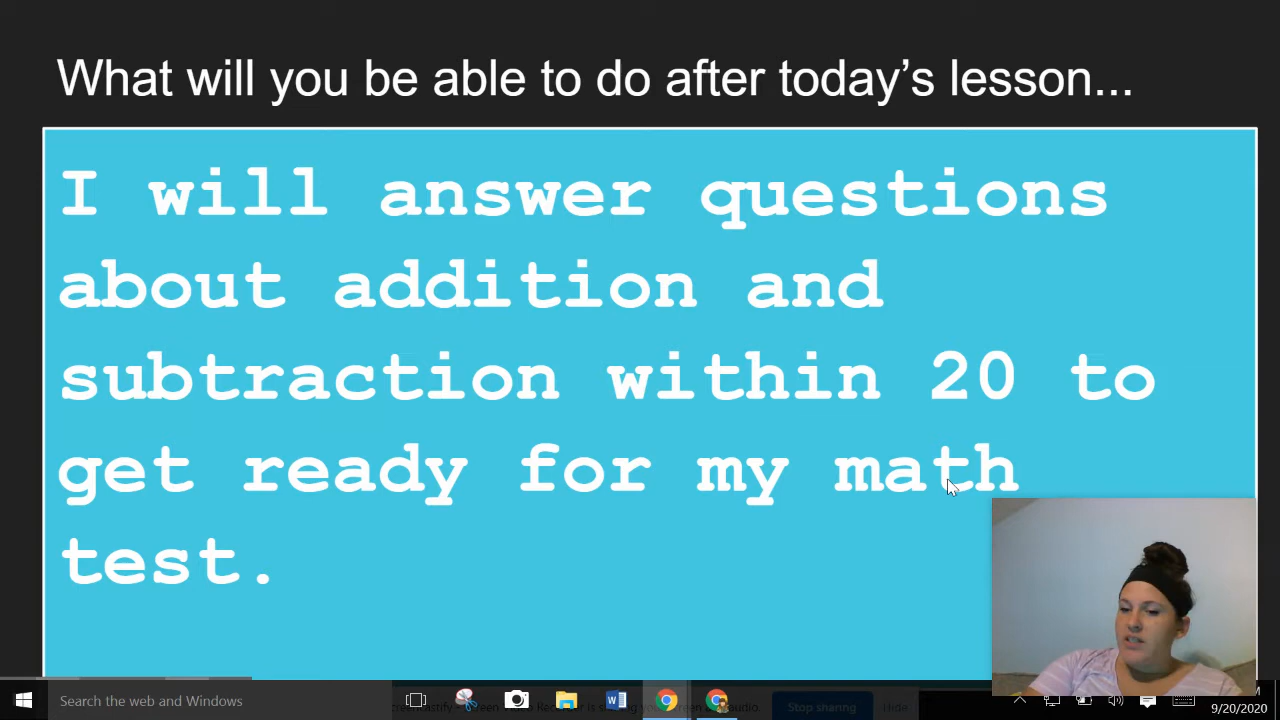 What will you be able to do after today's lesson...
I will answer questions
about addition and
subtraction within 20 to
get ready for my math
test.
Search the web and Windows
Stop sharing
Hide
9/20/2020